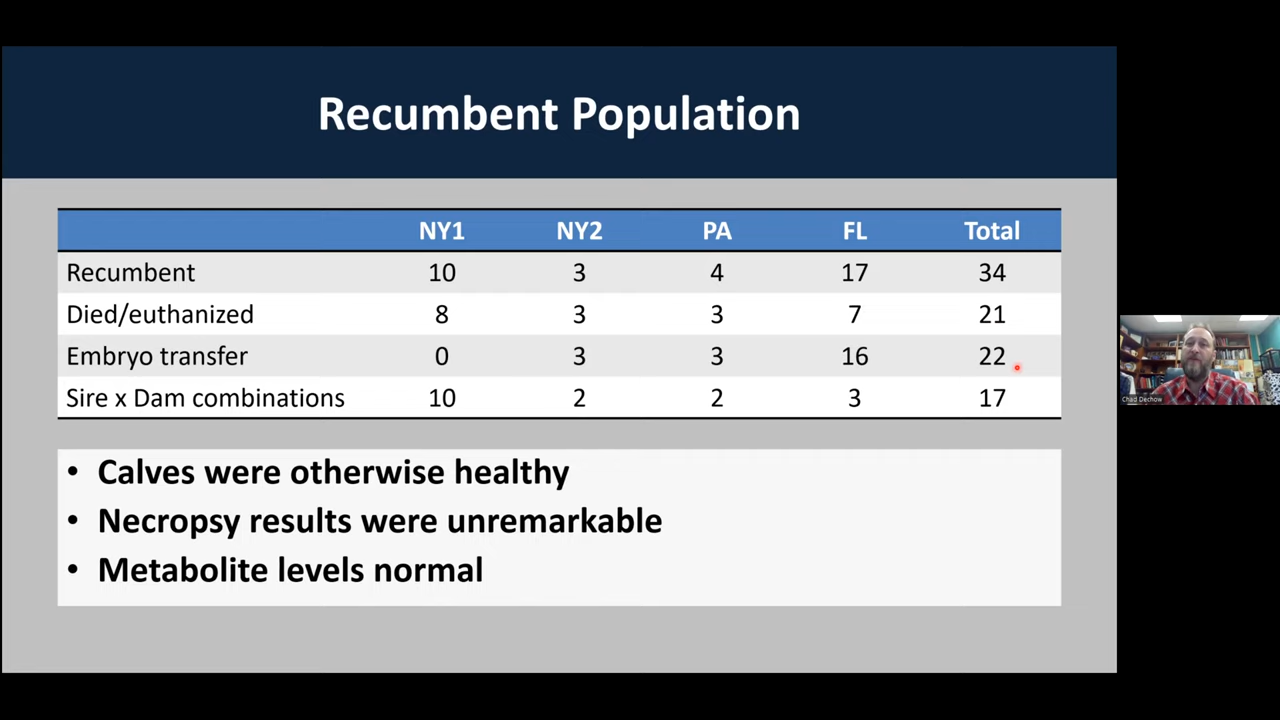 Recumbent Population
NY1 NY2 PA FL Total
Recumbent 10 3 4 17 34
Died/euthanized 8 3 3 7 21
Embryo transfer 0 3 3 16 22
Sire x Dam combinations 10 2 2 3 17
• Calves were otherwise healthy
• Necropsy results were unremarkable
• Metabolite levels normal
Chad Dechow